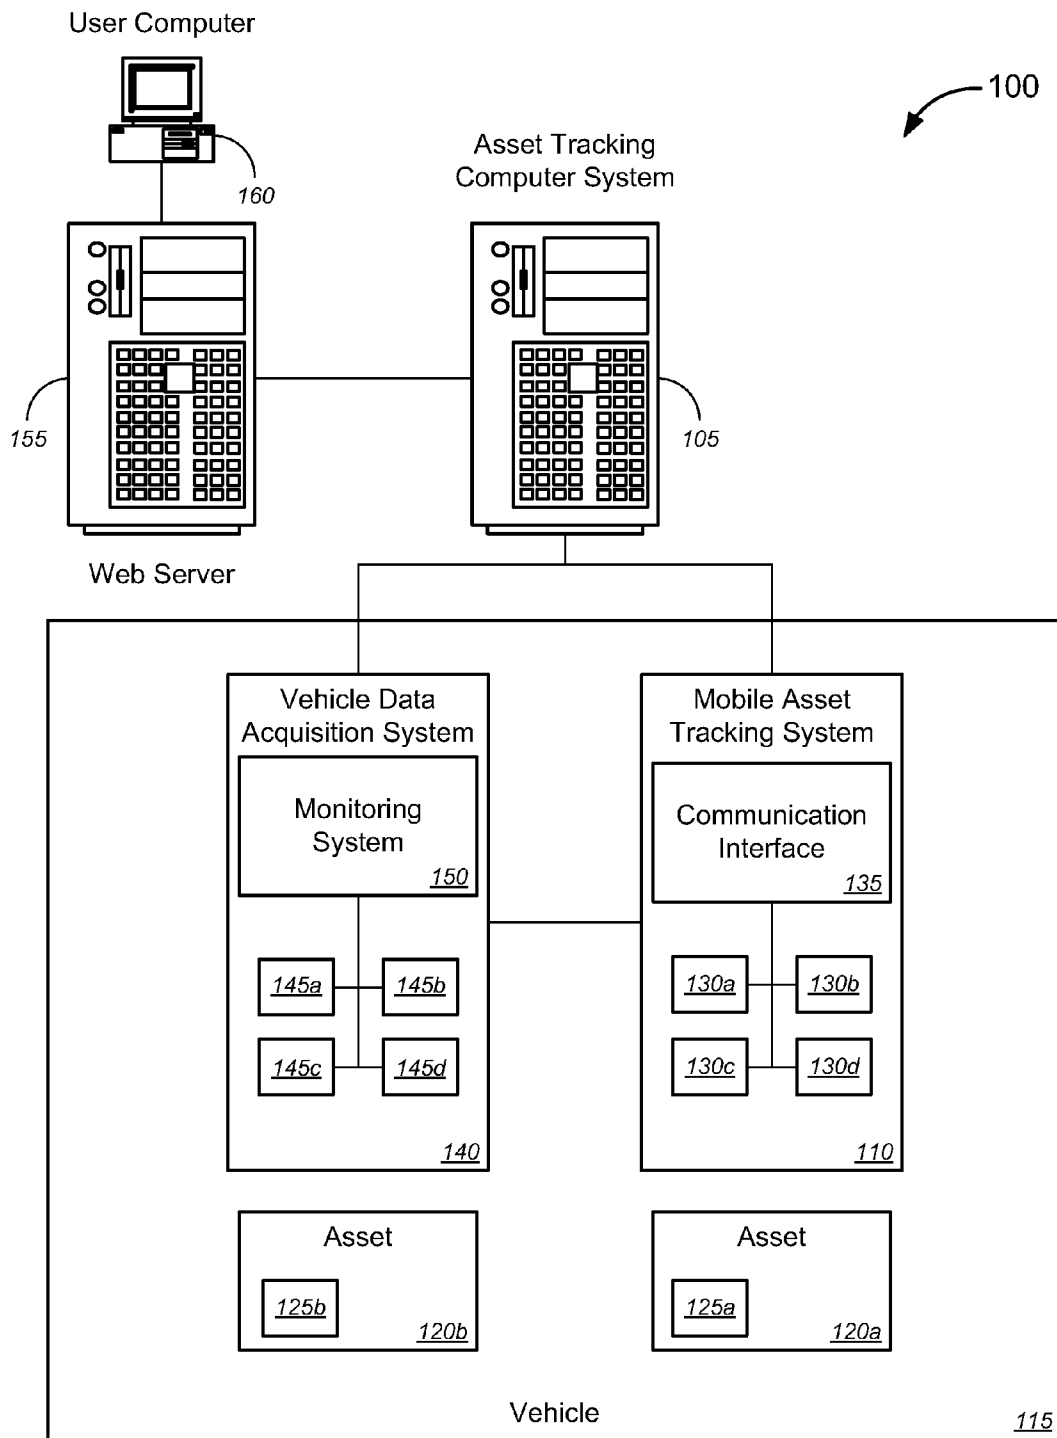 User Computer
100
160
Asset Tracking
Computer System
155
105
Web Server
Vehicle Data
Acquisition System
Monitoring
System
150
145a
145b
145c
145d
140
Mobile Asset
Tracking System
Communication
Interface
135
130a
130b
130c
130d
110
Asset
125b
120b
Asset
125a
120a
Vehicle
115